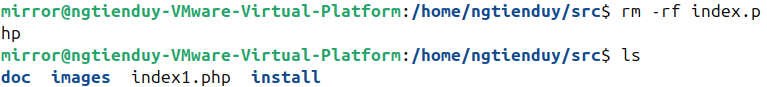 mirror@ngtienduy-VMware-Virtual-Platform:/home/ngtienduy/src$ rm -rf index.p
hp
mirror@ngtienduy-VMware-Virtual-Platform:/home/ngtienduy/src$ ls
doc  images  index1.php  install